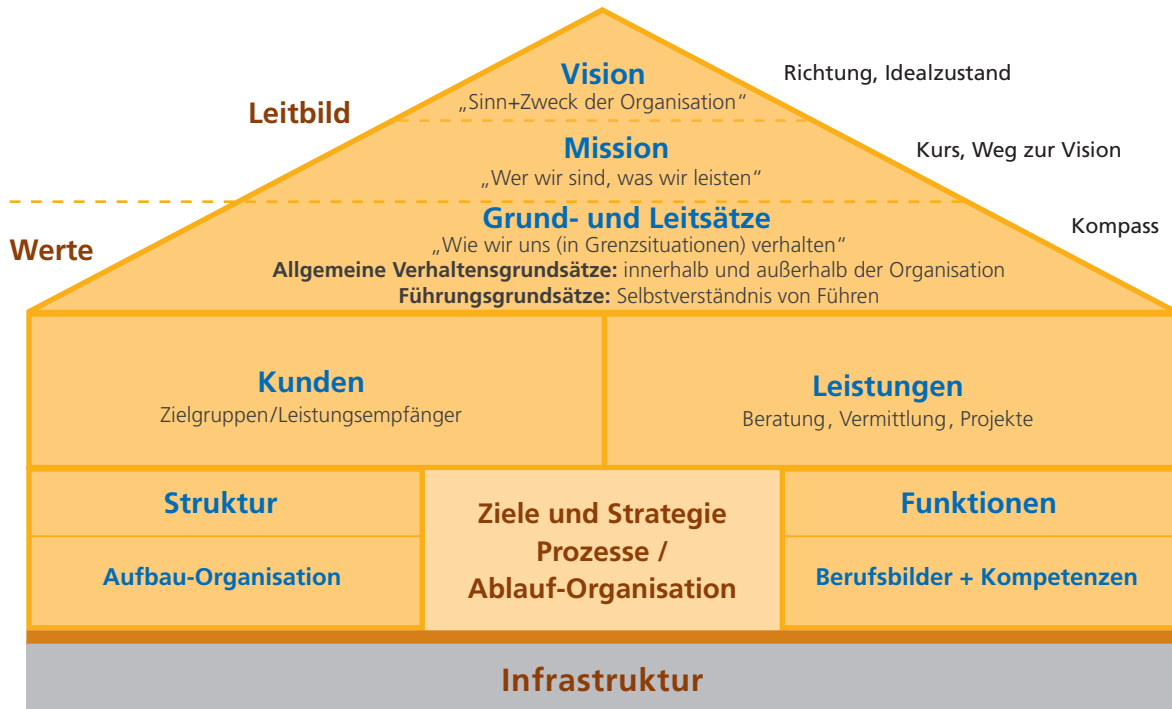 Vision
Richtung, Idealzustand
„Sinn+Zweck der Organisation“
Leitbild
Mission
Kurs, Weg zur Vision
„Wer wir sind, was wir leisten“
Grund- und Leitsätze
Kompass
Werte
„Wie wir uns (in Grenzsituationen) verhalten“
Allgemeine Verhaltensgrundsätze: innerhalb und außerhalb der Organisation
Führungsgrundsätze: Selbstverständnis von Führen
Kunden
Zielgruppen/Leistungsempfänger
Leistungen
Beratung, Vermittlung, Projekte
Struktur
Aufbau-Organisation
Ziele und Strategie
Prozesse /
Ablauf-Organisation
Funktionen
Berufsbilder + Kompetenzen
Infrastruktur